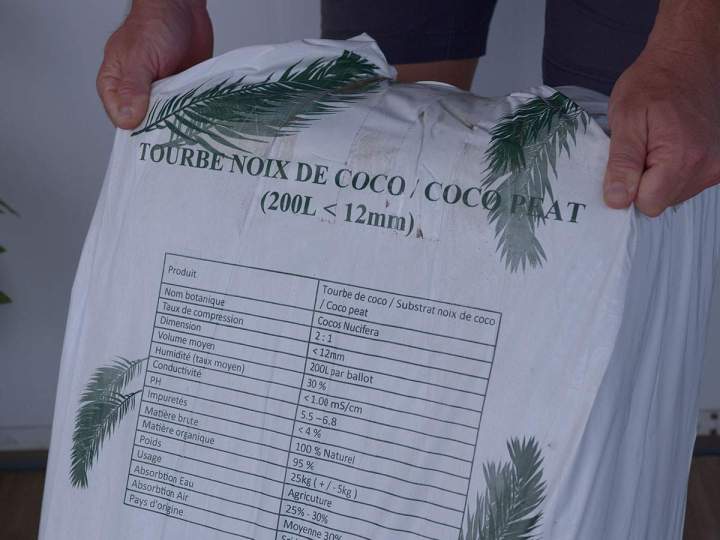 TOURBE NOIX DE COCO / COCO PEAT
(200L < 12mm)
Produit Tourbe de coco / Substrat noix de coco
/ Coco peat
Nom botanique Cocos Nucifera
Taux de compression 2 : 1
Dimension < 12mm
Volume moyen 200L par ballot
Humidité (taux moyen) 30 %
Conductivité < 1.00 mS/cm
PH 5.5 – 6.8
Impuretés < 4 %
Matière brute 100 % Naturel
Matière organique 95 %
Poids 25kg ( + / - 5kg )
Usage Agricuture
Absorbtion Eau 25% - 30%
Absorbtion Air Moyenne 30%
Pays d'origine